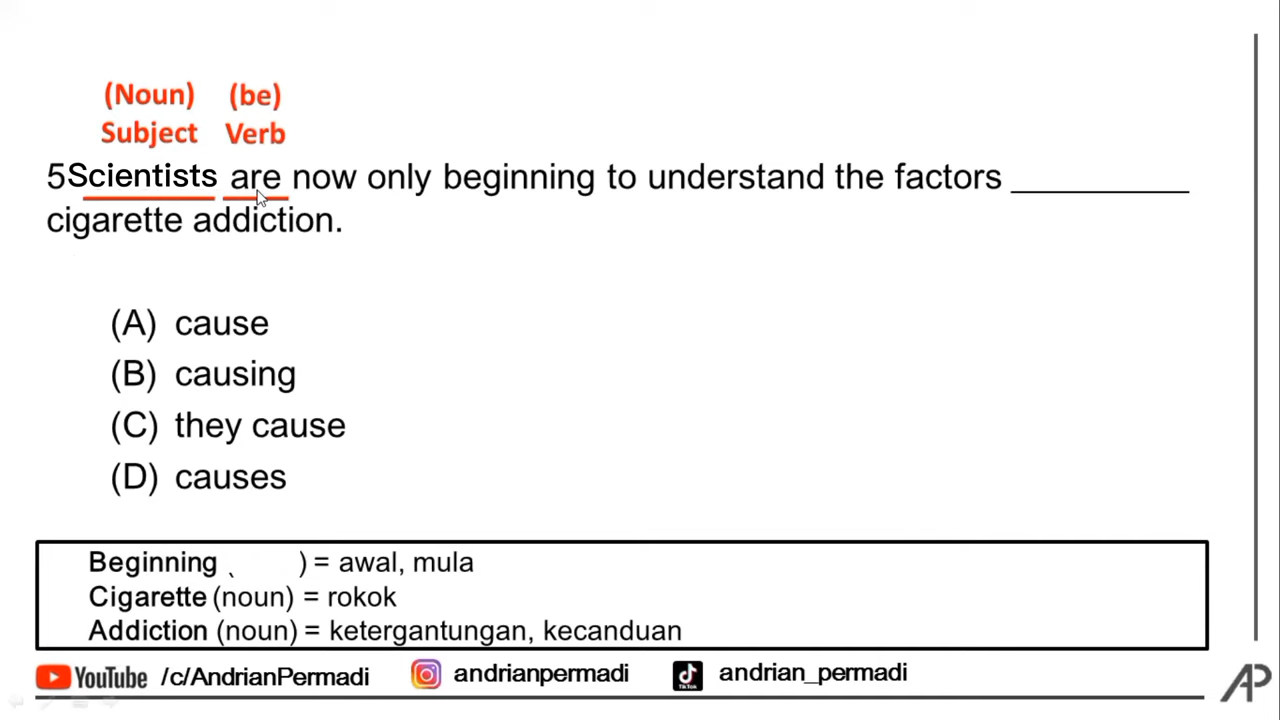 (Noun) (be)
Subject Verb
5Scientists are now only beginning to understand the factors __________
cigarette addiction.
(A) cause
(B) causing
(C) they cause
(D) causes
Beginning ) = awal, mula
Cigarette (noun) = rokok
Addiction (noun) = ketergantungan, kecanduan
YouTube /c/AndrianPermadi andrianpermadi TikTok andrian_permadi AP